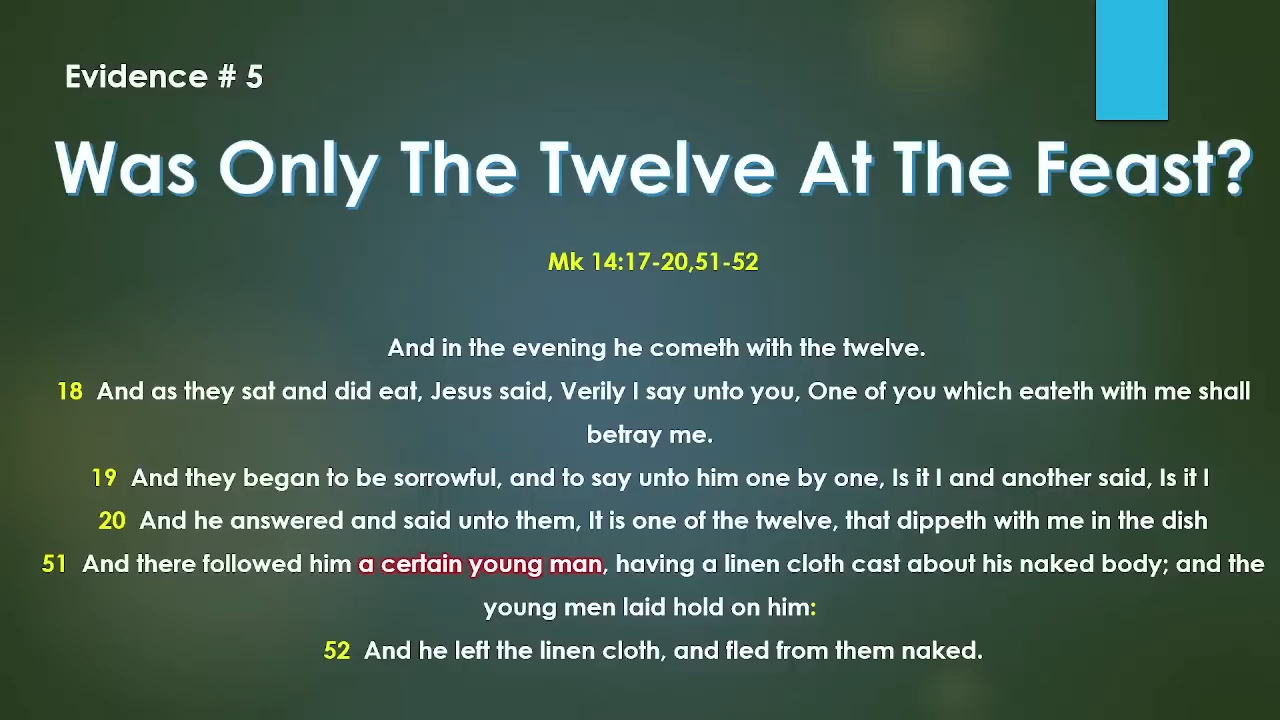 Evidence # 5
Was Only The Twelve At The Feast?
Mk 14:17-20,51-52
And in the evening he cometh with the twelve.
18 And as they sat and did eat, Jesus said, Verily I say unto you, One of you which eateth with me shall
betray me.
19 And they began to be sorrowful, and to say unto him one by one, Is it I and another said, Is it I
20 And he answered and said unto them, It is one of the twelve, that dippeth with me in the dish
51 And there followed him a certain young man, having a linen cloth cast about his naked body; and the
young men laid hold on him:
52 And he left the linen cloth, and fled from them naked.